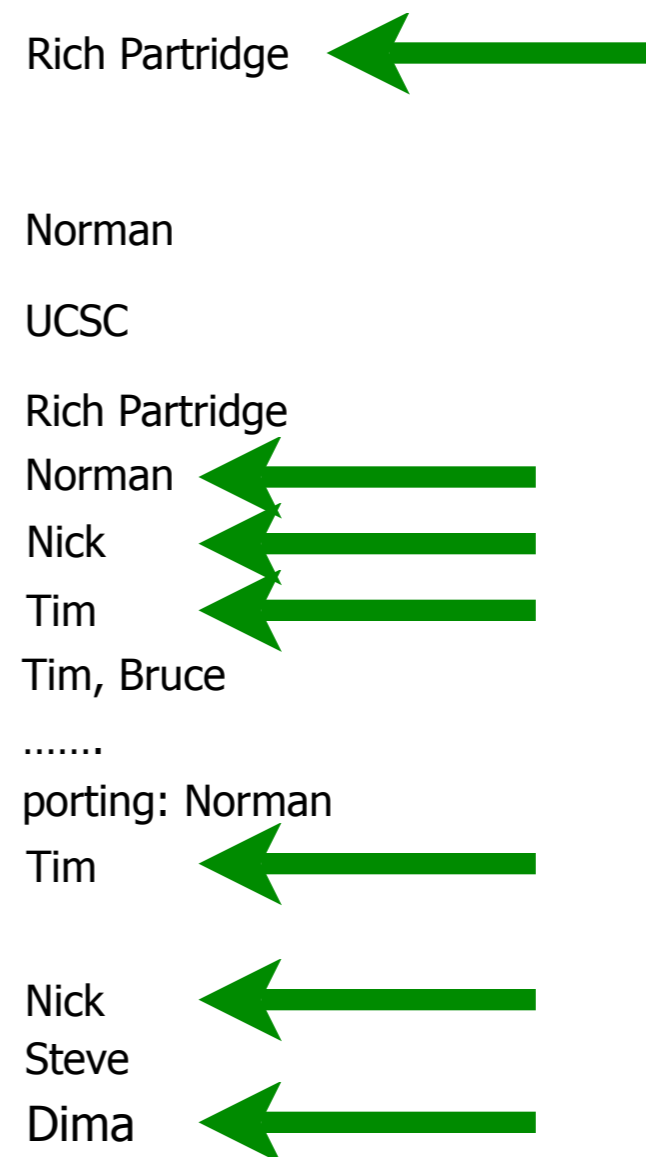 Rich Partridge
Norman
UCSC
Rich Partridge
Norman
Nick
Tim
Tim, Bruce
…….
porting: Norman
Tim
Nick
Steve
Dima